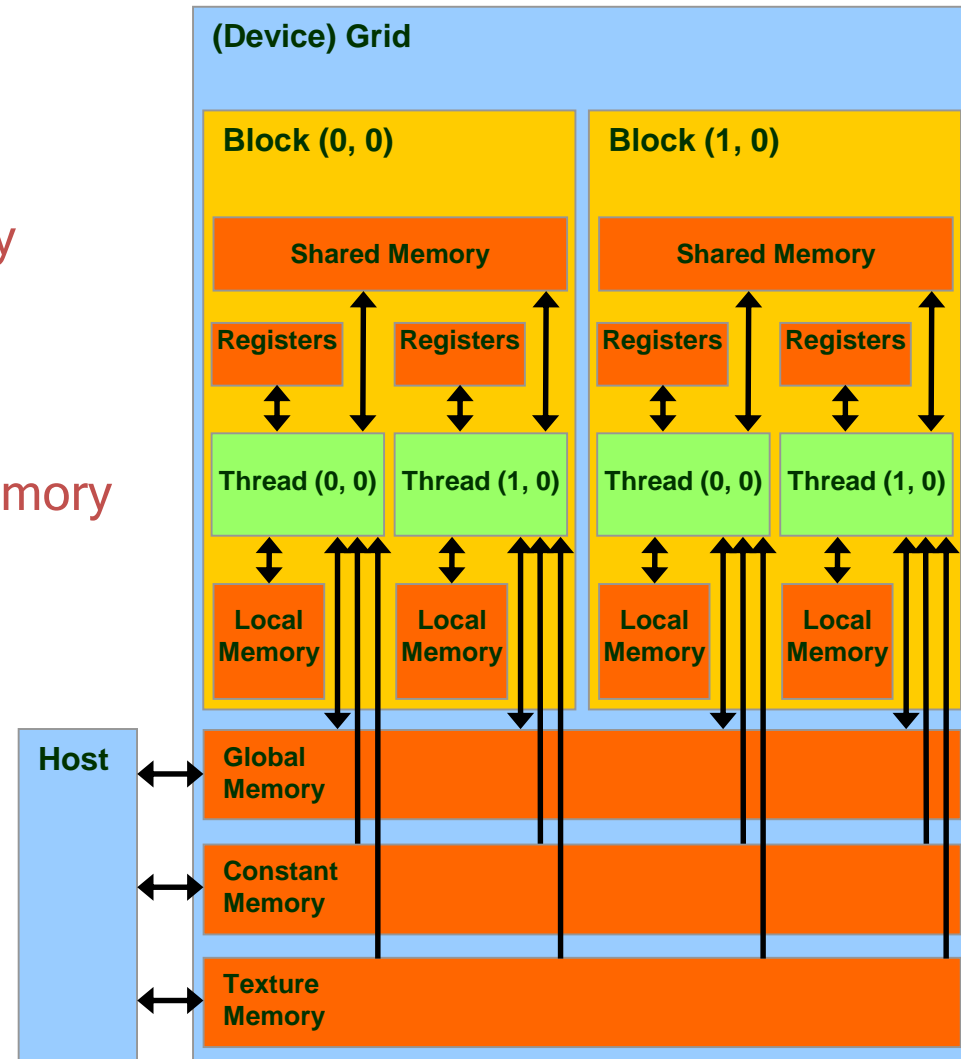 (Device) Grid
Block (0, 0)
Block (1, 0)
y
Shared Memory
Shared Memory
Registers
Registers
Registers
Registers
mory
Thread (0, 0)
Thread (1, 0)
Thread (0, 0)
Thread (1, 0)
Local
Memory
Local
Memory
Local
Memory
Local
Memory
Host
Global
Memory
Constant
Memory
Texture
Memory